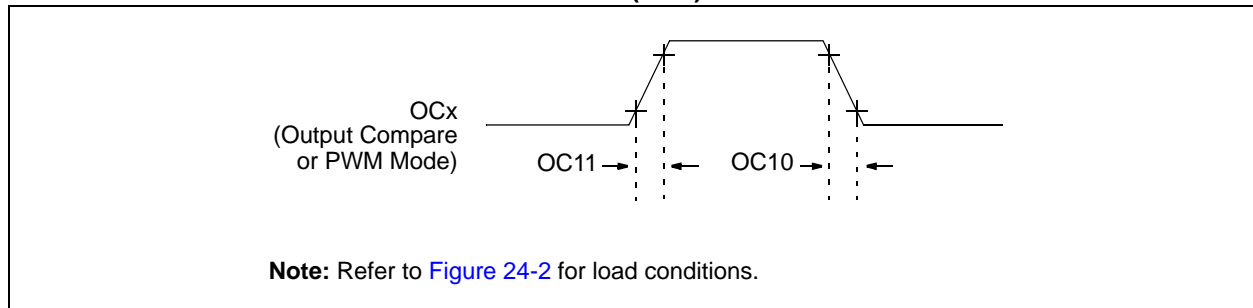 OCx
(Output Compare
or PWM Mode)
OC11
OC10
Note: Refer to Figure 24-2 for load conditions.